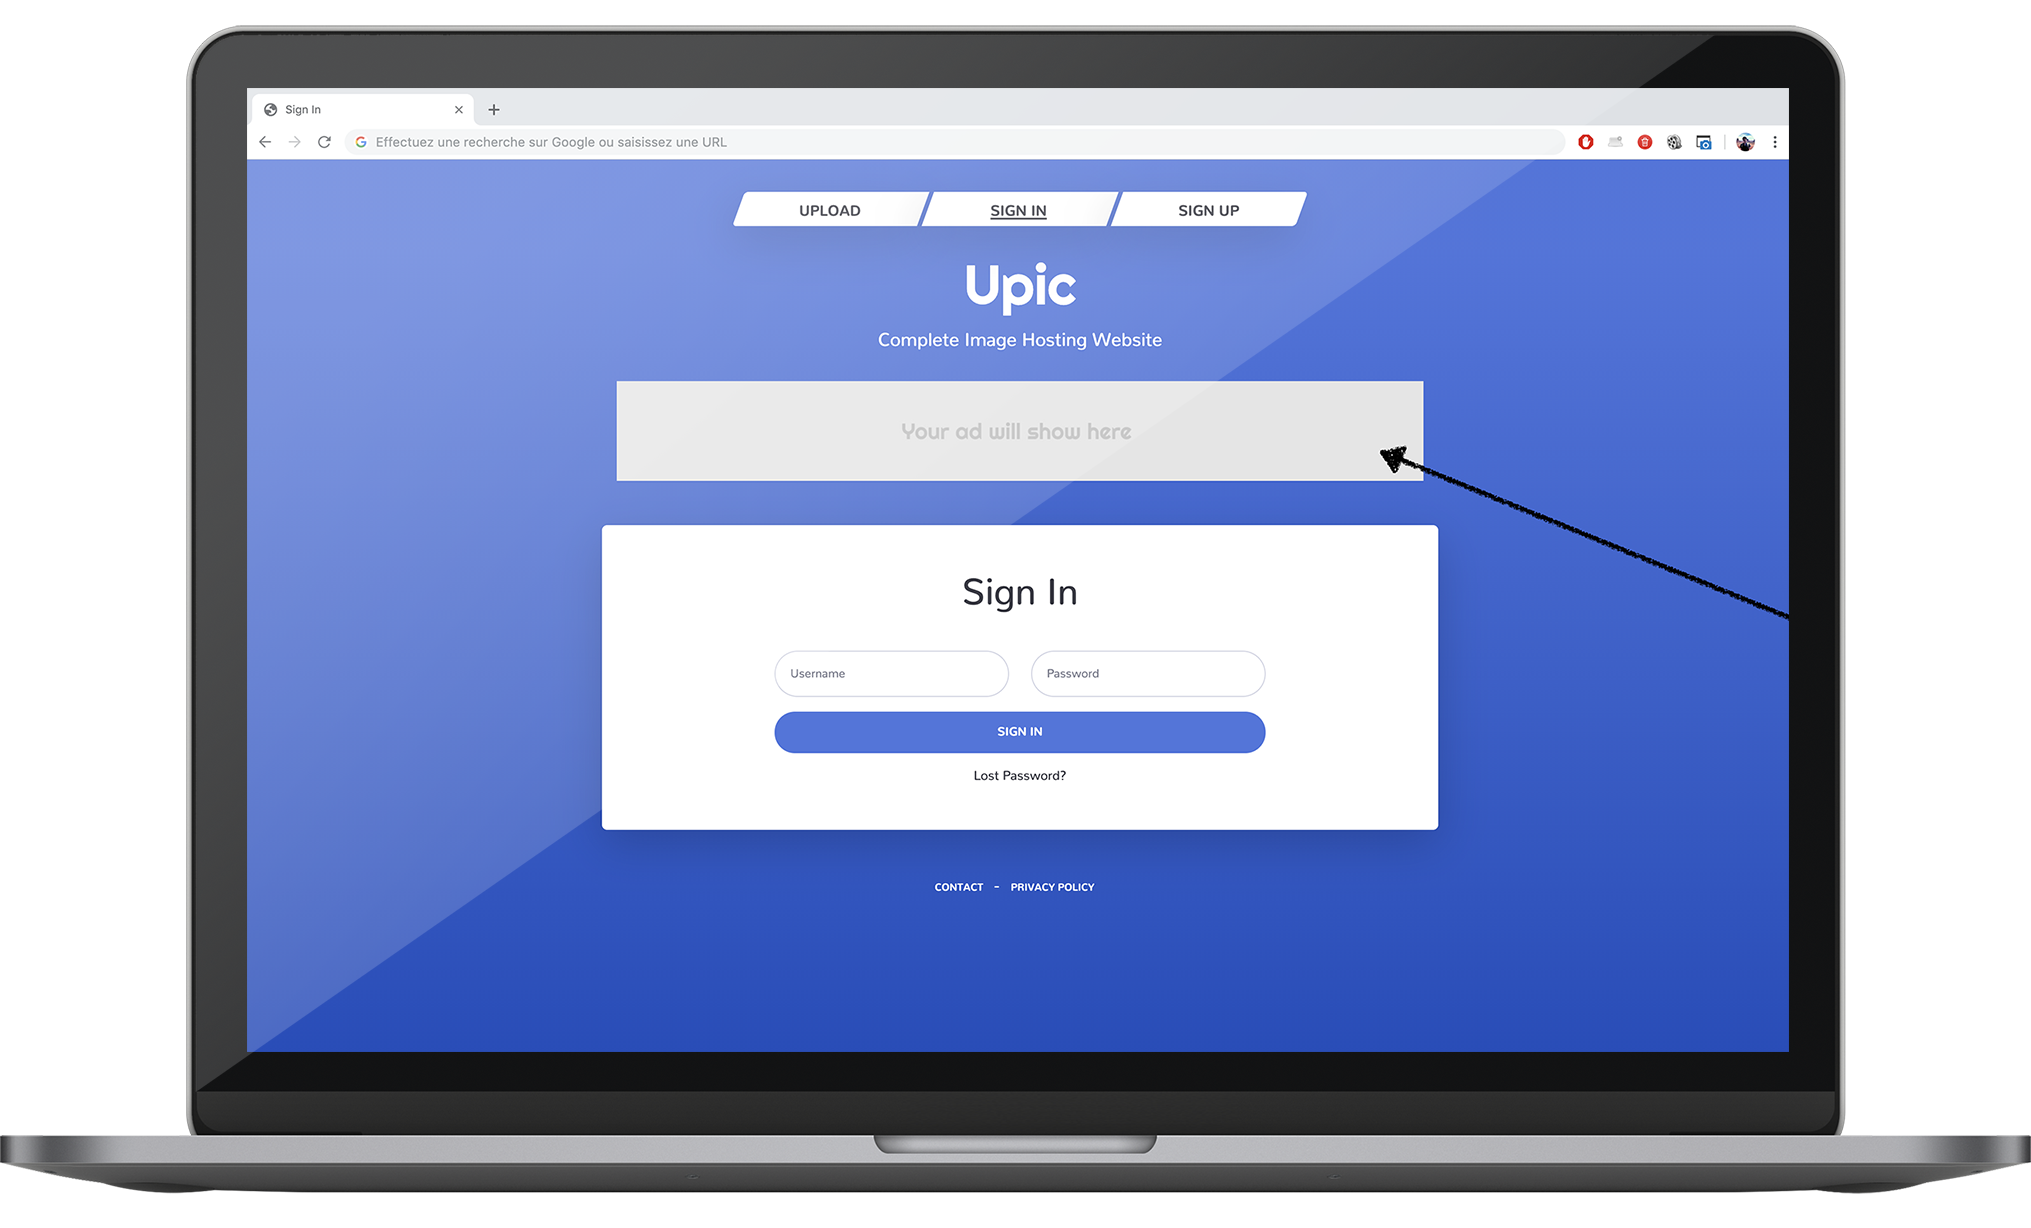 Sign In
Effectuez une recherche sur Google ou saisissez une URL
UPLOAD
SIGN IN
SIGN UP
Upic
Complete Image Hosting Website
Your ad will show here
Sign In
Username
Password
SIGN IN
Lost Password?
CONTACT - PRIVACY POLICY